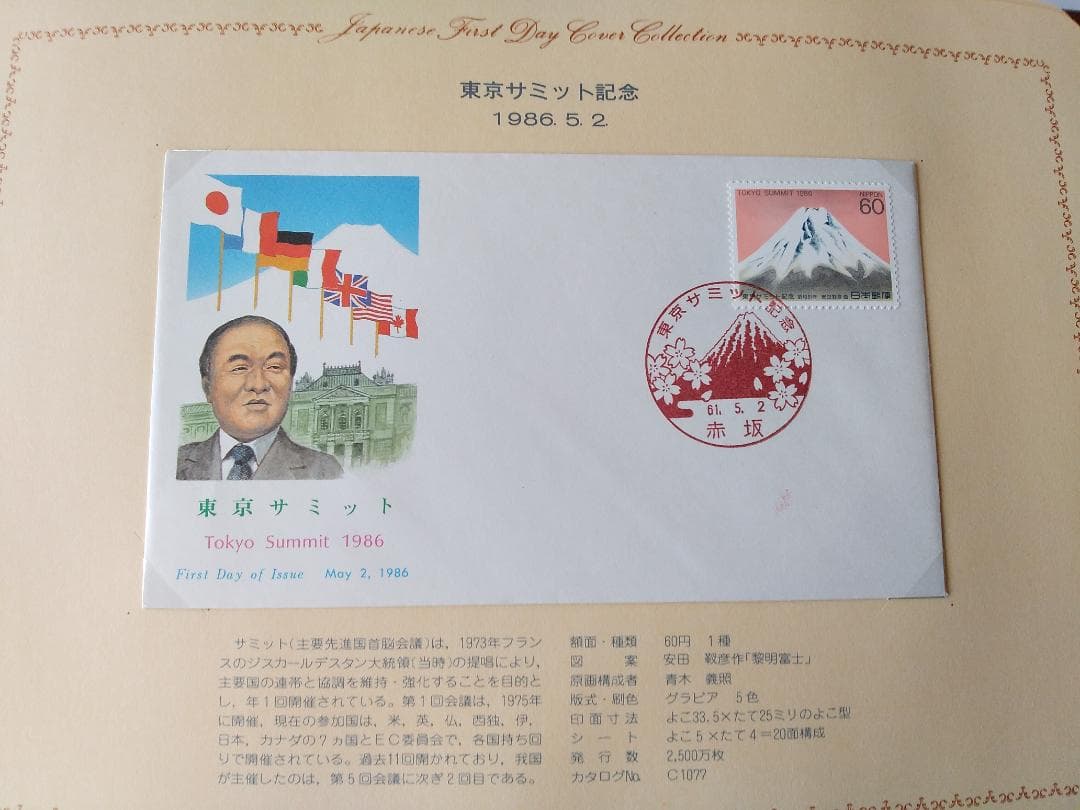 Japanese First Day Cover Collection
東京サミット記念
1986. 5. 2.
TOKYO SUMMIT 1986
NIPPON
60
東京サミット記念
日本郵便
東京サミット記念
61. 5. 2
赤坂
東京サミット
Tokyo Summit 1986
First Day of Issue May 2, 1986
サミット(主要先進国首脳会議)は, 1973年フラン
スのジスカールデスタン大統領(当時)の提唱により,
主要国の連帯と協調を維持・強化することを目的と
し, 年1回開催されている。第1回会議は, 1975年
に開催, 現在の参加国は, 米, 英, 仏, 西独, 伊,
日本, カナダの7ヵ国とEC委員会で, 各国持ち回
りで開催されている。過去11回開かれており, 我国
が主催したのは, 第5回会議に次ぎ2回目である。
額面・種類 60円 1種
図案 安田 靫彦作「黎明富士」
原画構成者 青木 義照
版式・刷色 グラビア 5色
印面寸法 よこ33.5×たて25ミリのよこ型
シート よこ5×たて4=20面構成
発行数 2,500万枚
カタログNo. C1077